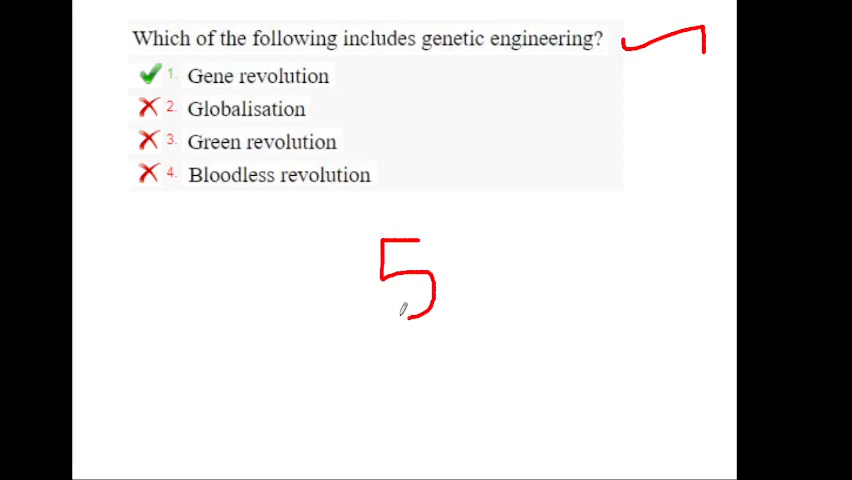 Which of the following includes genetic engineering?
1. Gene revolution
2. Globalisation
3. Green revolution
4. Bloodless revolution
5